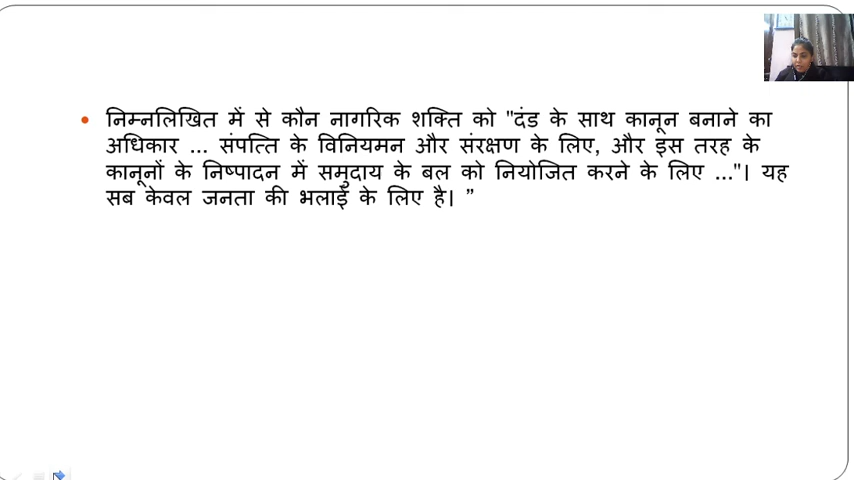 निम्नलिखित में से कौन नागरिक शक्ति को "दंड के साथ कानून बनाने का
अधिकार ... संपत्ति के विनियमन और संरक्षण के लिए, और इस तरह के
कानूनों के निष्पादन में समुदाय के बल को नियोजित करने के लिए ..."। यह
सब केवल जनता की भलाई के लिए है। ”